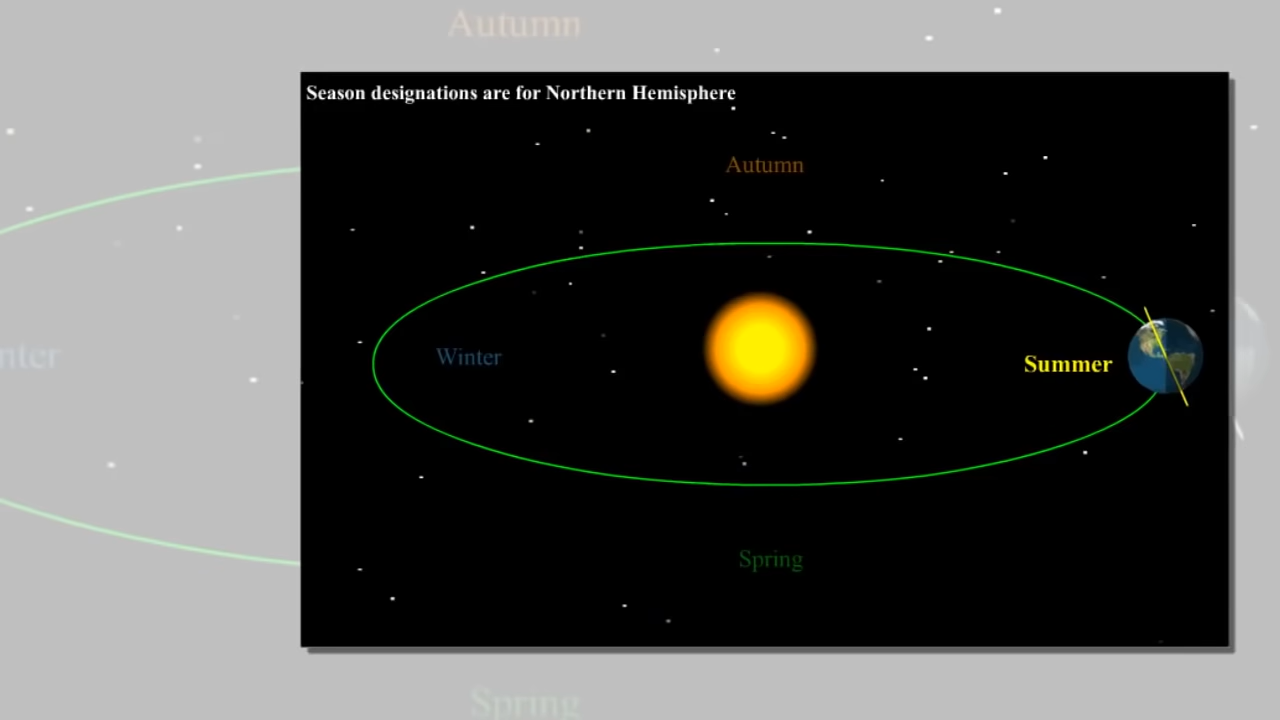 Autumn
Season designations are for Northern Hemisphere
Autumn
nter
Winter
Summer
Spring
Spring